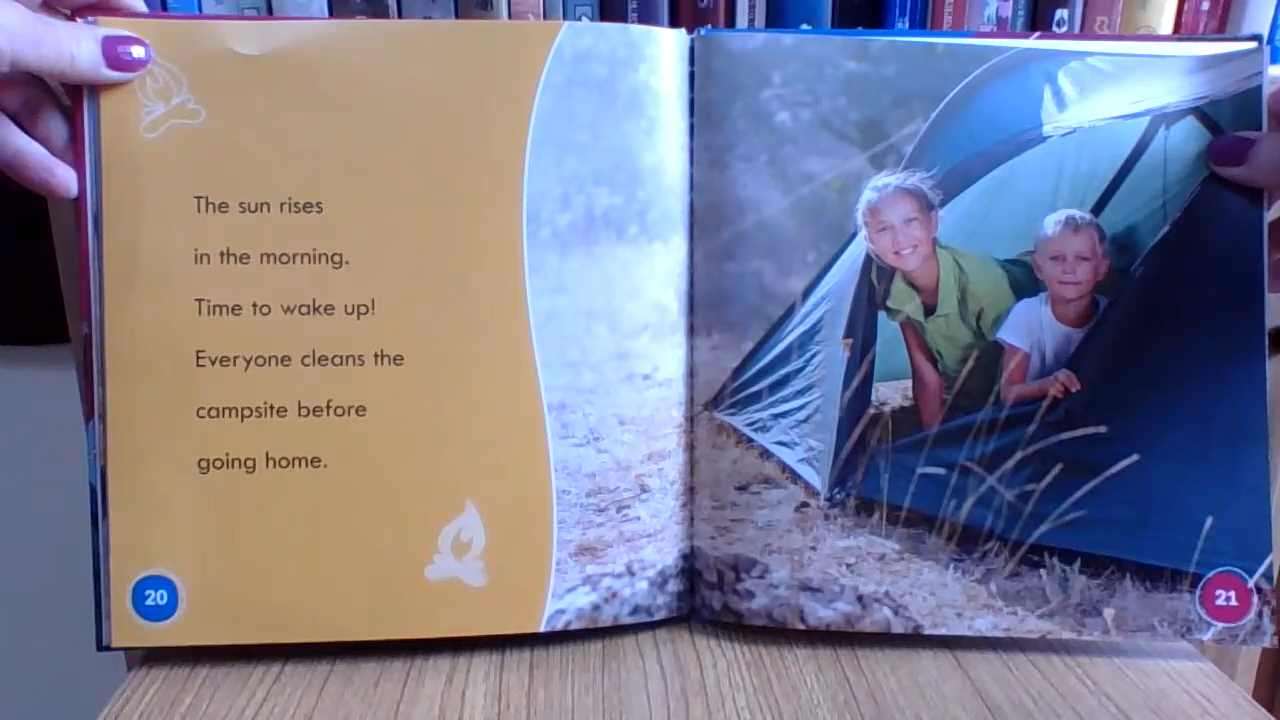 The sun rises
in the morning.
Time to wake up!
Everyone cleans the
campsite before
going home.
20
21